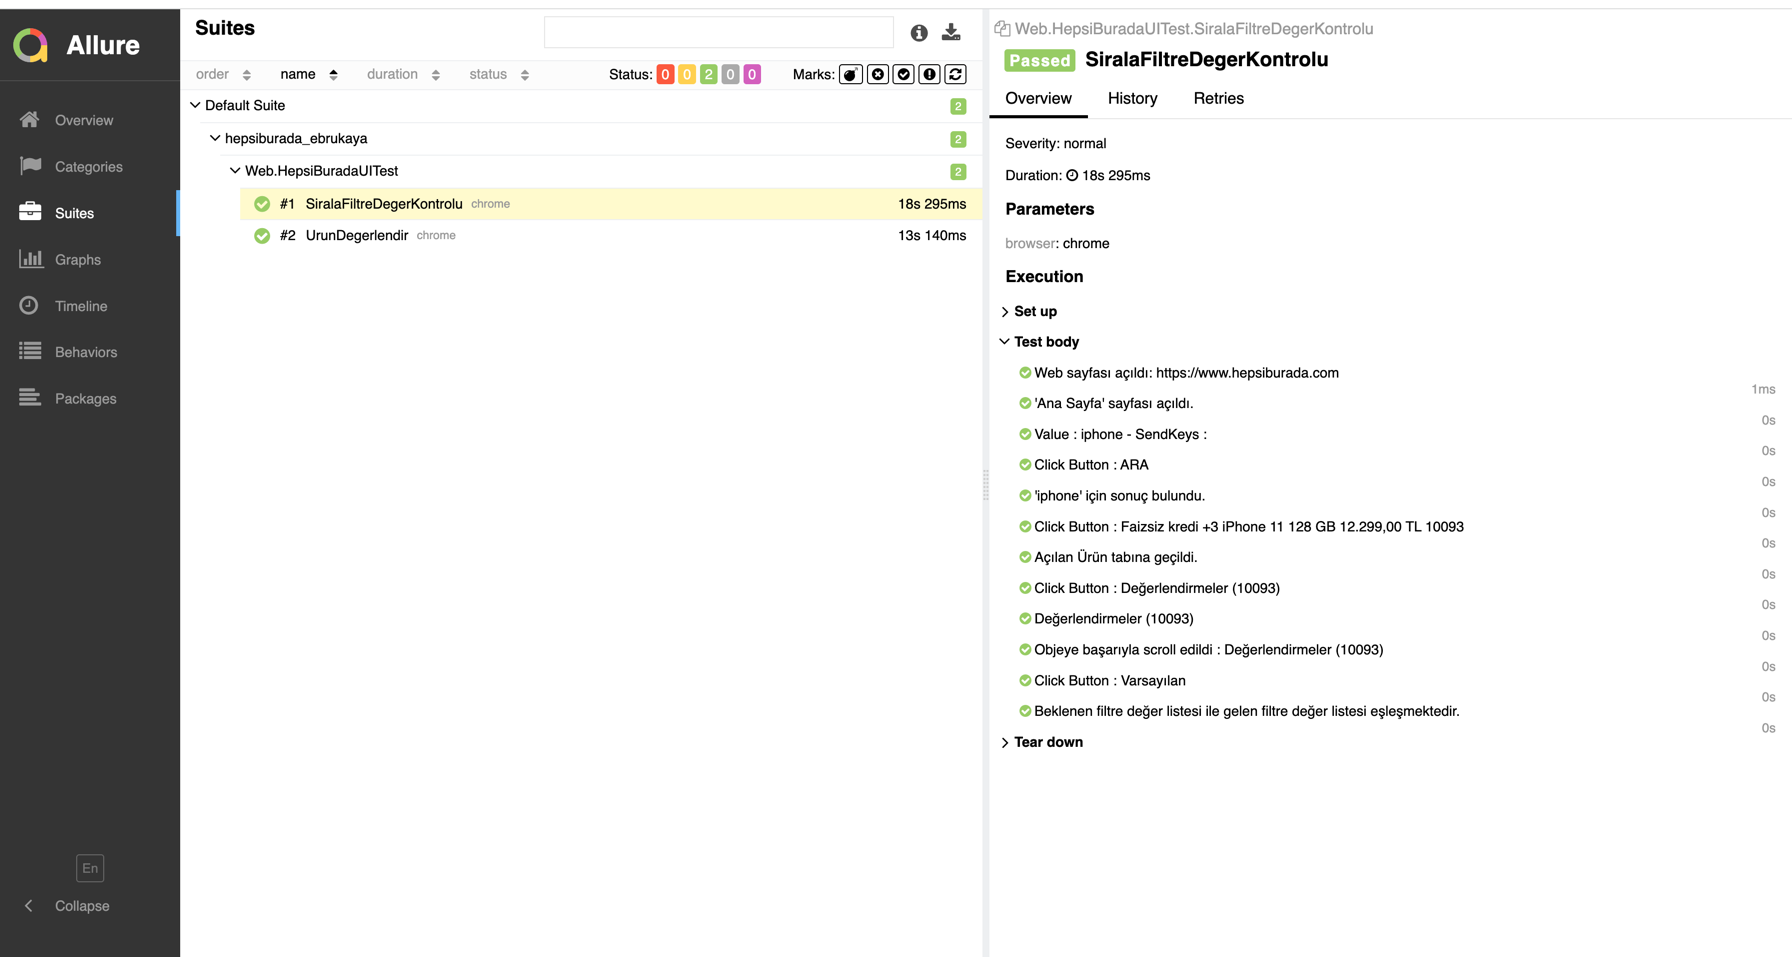 Allure
Overview
Categories
Suites
Graphs
Timeline
Behaviors
Packages
En
Collapse
Suites
order name duration status Status: 0 0 2 0 0 Marks:
Default Suite 2
hepsiburada_ebrukaya 2
Web.HepsiBuradaUITest 2
#1 SiralaFiltreDegerKontrolu chrome 18s 295ms
#2 UrunDegerlendir chrome 13s 140ms
Web.HepsiBuradaUITest.SiralaFiltreDegerKontrolu
Passed SiralaFiltreDegerKontrolu
Overview History Retries
Severity: normal
Duration: 18s 295ms
Parameters
browser: chrome
Execution
Set up
Test body
Web sayfası açıldı: https://www.hepsiburada.com
1ms
'Ana Sayfa' sayfası açıldı.
0s
Value : iphone - SendKeys :
0s
Click Button : ARA
0s
'iphone' için sonuç bulundu.
0s
Click Button : Faizsiz kredi +3 iPhone 11 128 GB 12.299,00 TL 10093
0s
Açılan Ürün tabına geçildi.
0s
Click Button : Değerlendirmeler (10093)
0s
Değerlendirmeler (10093)
0s
Objeye başarıyla scroll edildi : Değerlendirmeler (10093)
0s
Click Button : Varsayılan
0s
Beklenen filtre değer listesi ile gelen filtre değer listesi eşleşmektedir.
0s
Tear down